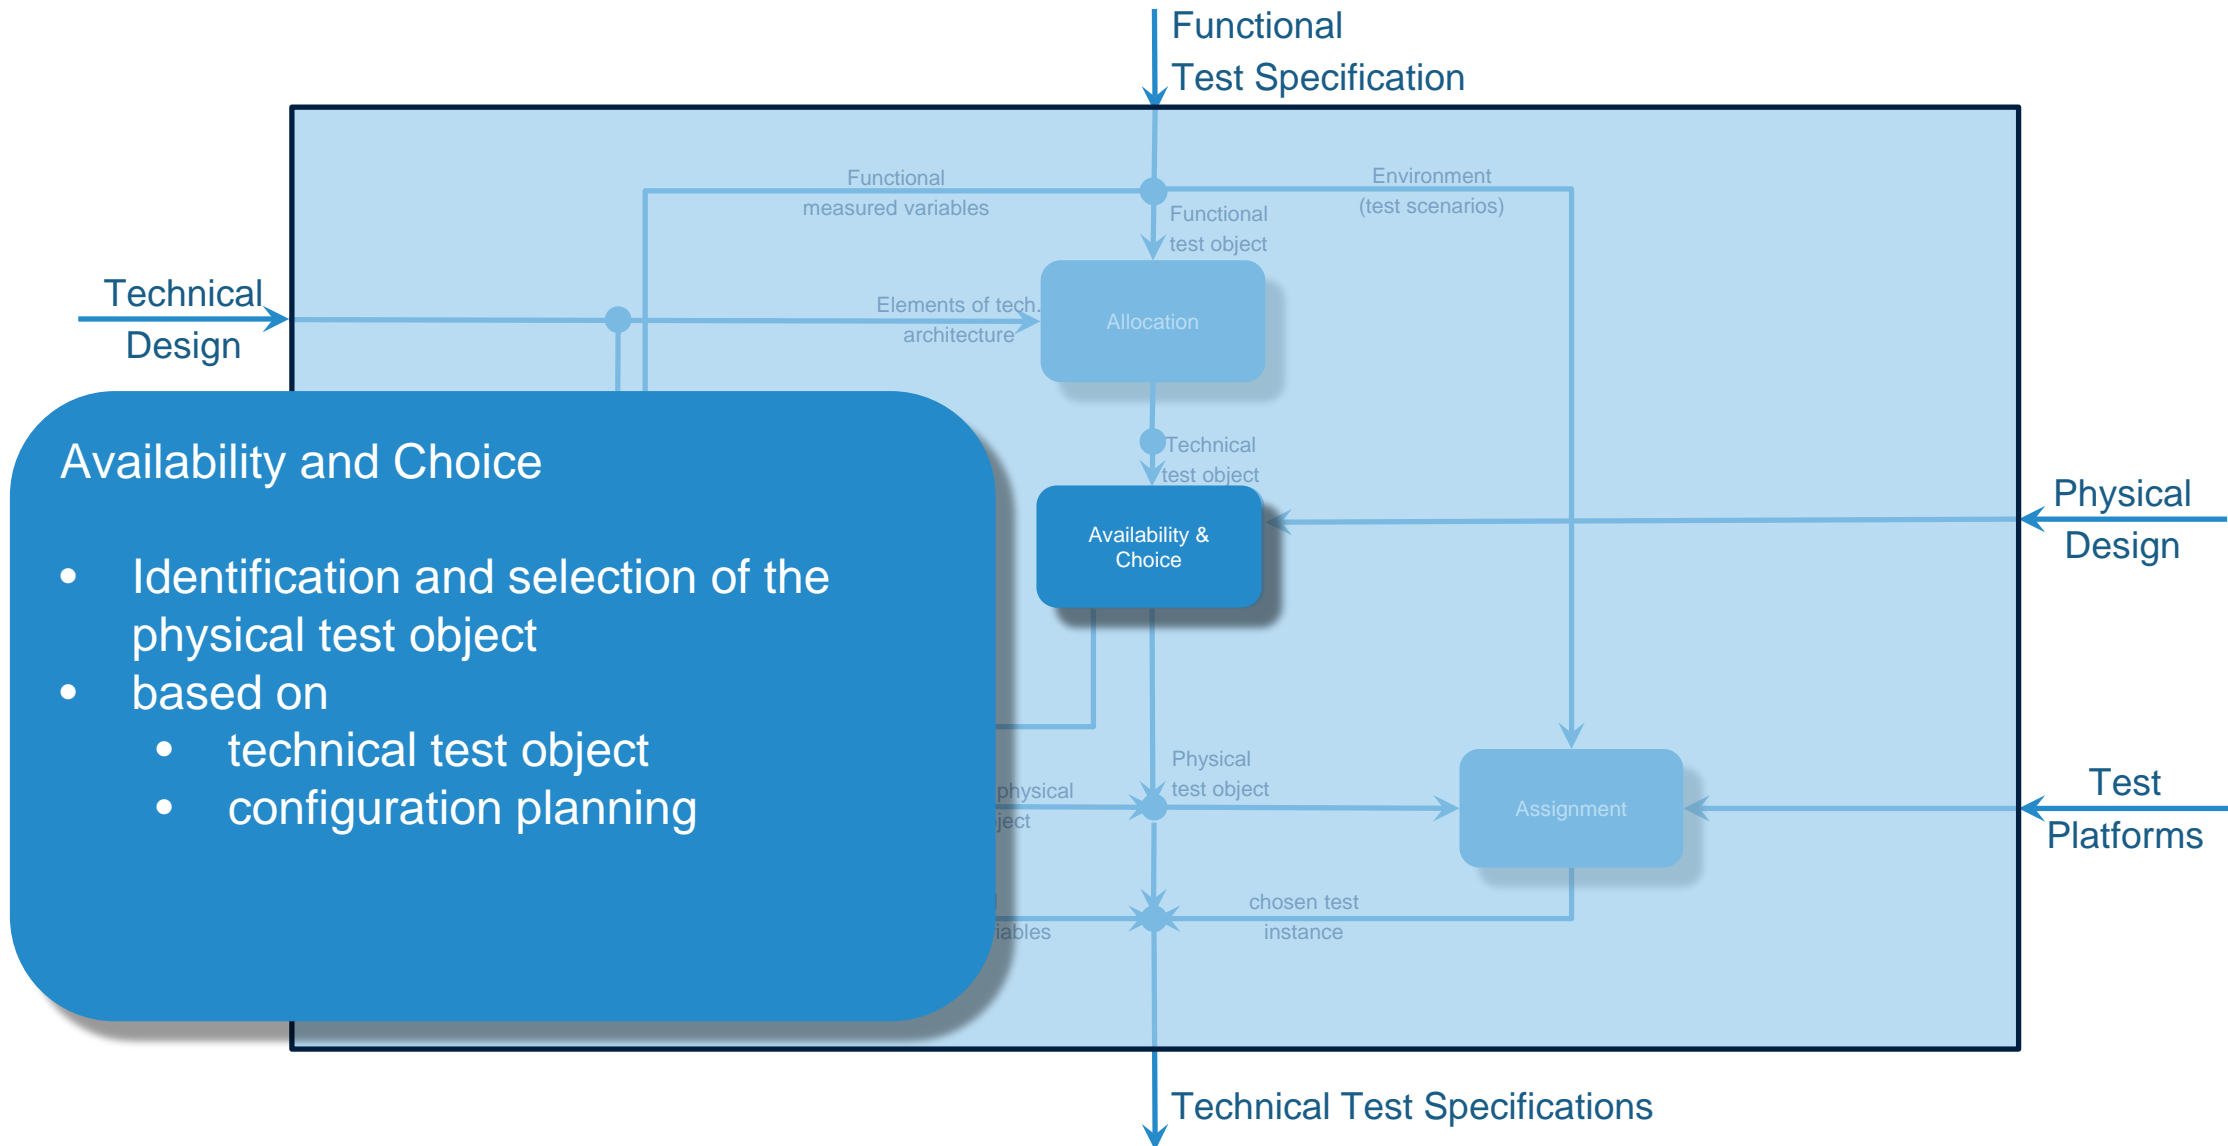 Functional
Test Specification
Functional
measured variables
Environment
(test scenarios)
Functional
test object
Technical
Design
Elements of tech.
architecture
Allocation
Technical
test object
Availability and Choice
• Identification and selection of the
physical test object
• based on
• technical test object
• configuration planning
Availability &
Choice
Physical
Design
Physical
test object
physical
Assignment
Test
Platforms
chosen test
instance
Technical Test Specifications